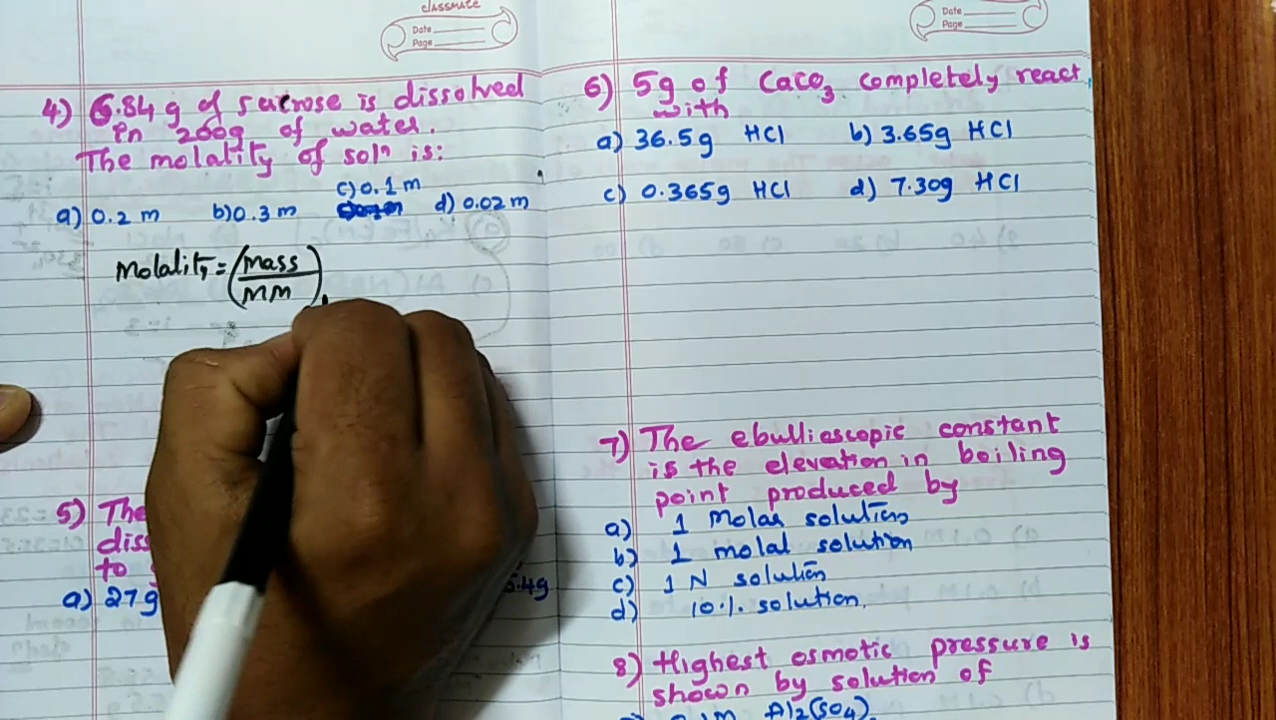 classmate
Date
Page
4) 6.84 g of sucrose is dissolved
in 200g of water.
The molality of solⁿ is:
a) 0.2 m b) 0.3 m c) 0.1 m d) 0.02 m
Molality = (mass
MM)
5) The
diss
to
a) 27g 5.4g
Date
Page
6) 5g of CaCO3 completely react
with
a) 36.5g HCl b) 3.65g HCl
c) 0.365g HCl d) 7.30g HCl
7) The ebullioscopic constant
is the elevation in boiling
point produced by
a) 1 Molar solution
b) 1 molal solution
c) 1 N solution
d) 10·/. solution.
8) Highest osmotic pressure is
shown by solution of
Al2(SO4)